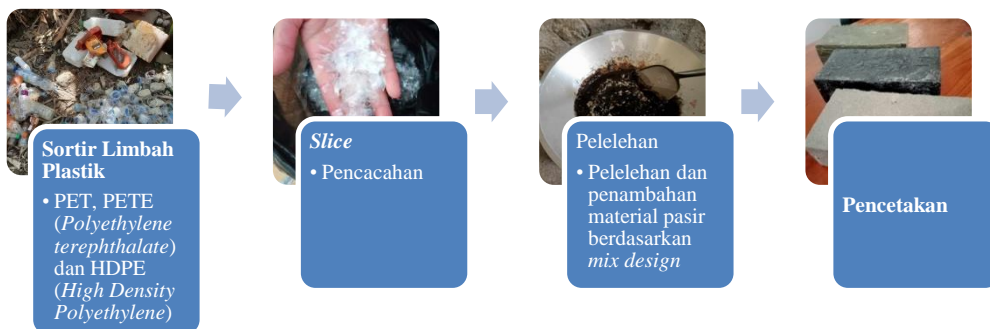 Sortir Limbah
Plastik
• PET, PETE
(Polyethylene
terephthalate)
dan HDPE
(High Density
Polyethylene)
Slice
• Pencacahan
Pelelehan
• Pelelehan dan
penambahan
material pasir
berdasarkan
mix design
Pencetakan